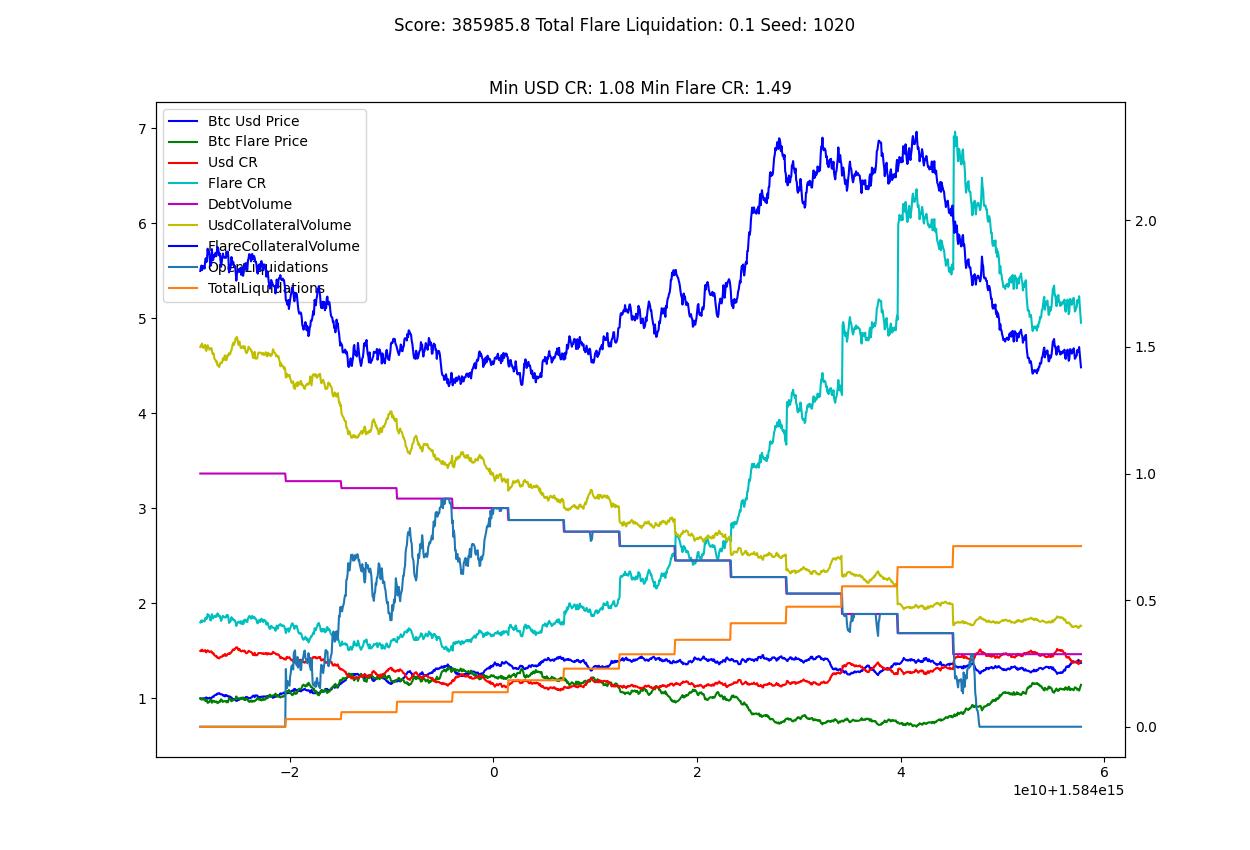 Score: 385985.8 Total Flare Liquidation: 0.1 Seed: 1020
Min USD CR: 1.08 Min Flare CR: 1.49
Btc Usd Price
Btc Flare Price
Usd CR
Flare CR
DebtVolume
UsdCollateralVolume
FlareCollateralVolume
OpenLiquidations
TotalLiquidations
7
6
5
4
3
2
1
2.0
1.5
1.0
0.5
0.0
−2
0
2
4
6
1e10+1.584e15